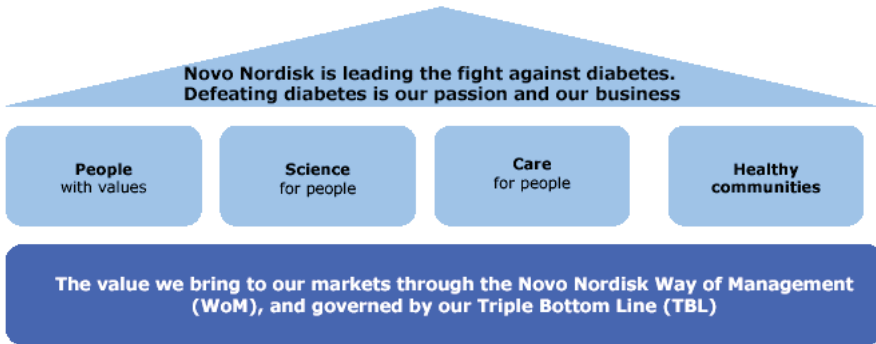 Novo Nordisk is leading the fight against diabetes.
Defeating diabetes is our passion and our business
People
with values
Science
for people
Care
for people
Healthy
communities
The value we bring to our markets through the Novo Nordisk Way of Management
(WoM), and governed by our Triple Bottom Line (TBL)